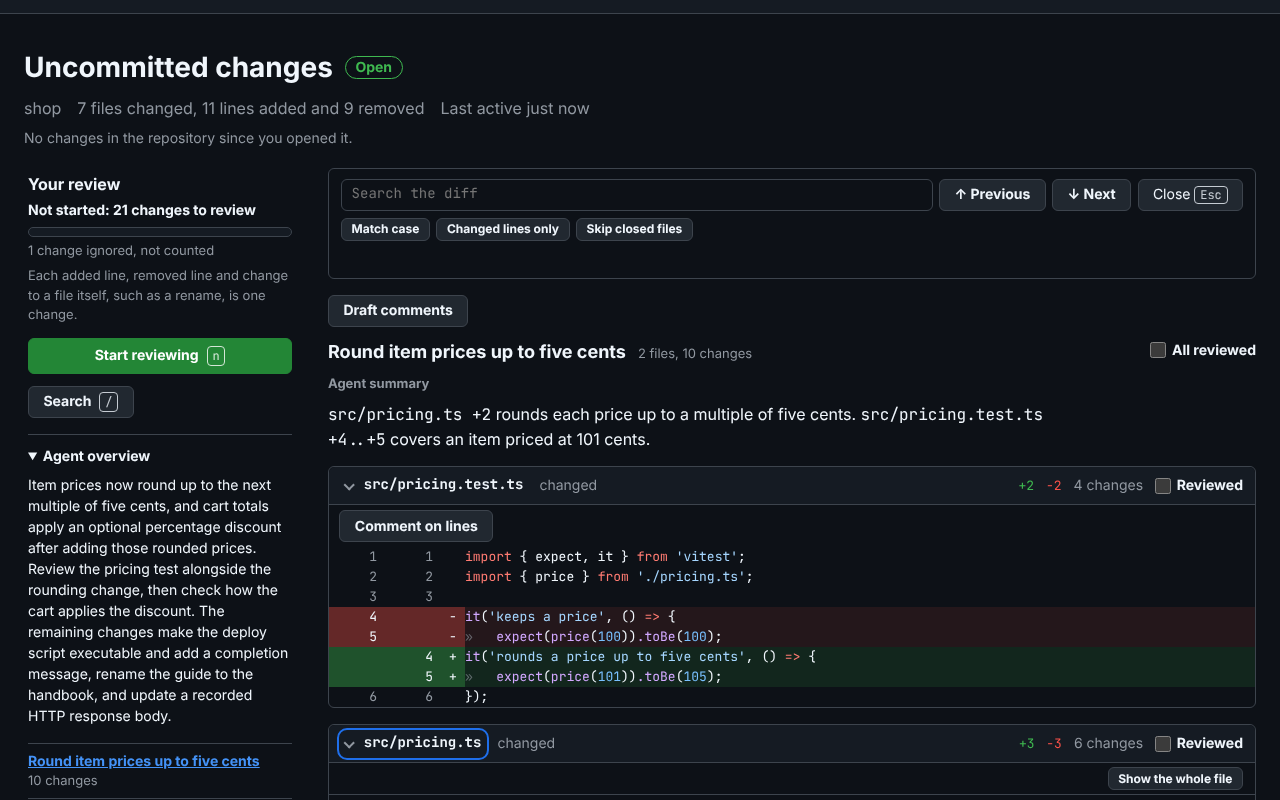 Uncommitted changes Open
shop 7 files changed, 11 lines added and 9 removed Last active just now
No changes in the repository since you opened it.
Your review
Not started: 21 changes to review
1 change ignored, not counted
Each added line, removed line and change
to a file itself, such as a rename, is one
change.
Start reviewing n
Search /
▼ Agent overview
Item prices now round up to the next
multiple of five cents, and cart totals
apply an optional percentage discount
after adding those rounded prices.
Review the pricing test alongside the
rounding change, then check how the
cart applies the discount. The
remaining changes make the deploy
script executable and add a completion
message, rename the guide to the
handbook, and update a recorded
HTTP response body.
Round item prices up to five cents
10 changes
Search the diff ↑ Previous ↓ Next Close Esc
Match case Changed lines only Skip closed files
Draft comments
Round item prices up to five cents 2 files, 10 changes All reviewed
Agent summary
src/pricing.ts +2 rounds each price up to a multiple of five cents. src/pricing.test.ts
+4..+5 covers an item priced at 101 cents.
src/pricing.test.ts changed +2 -2 4 changes Reviewed
Comment on lines
1 1 import { expect, it } from 'vitest';
2 2 import { price } from './pricing.ts';
3 3
4 - it('keeps a price', () => {
5 - » expect(price(100)).toBe(100);
4 + it('rounds a price up to five cents', () => {
5 + » expect(price(101)).toBe(105);
6 6 });
src/pricing.ts changed +3 -3 6 changes Reviewed
Show the whole file